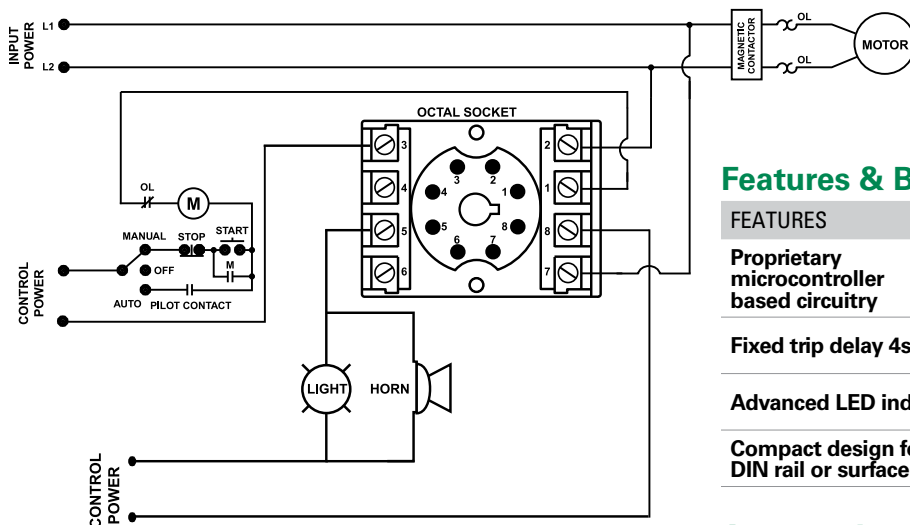 INPUT POWER
L1
L2
MAGNETIC CONTACTOR
OL
OL
MOTOR
OCTAL SOCKET
3
4
5
6
2
1
8
7
3
2
4
1
5
8
6
7
OL
M
MANUAL
STOP
START
OFF
M
AUTO
PILOT CONTACT
CONTROL POWER
LIGHT
HORN
CONTROL POWER
Features & B
FEATURES
Proprietary
microcontroller
based circuitry
Fixed trip delay 4s
Advanced LED ind
Compact design fo
DIN rail or surface